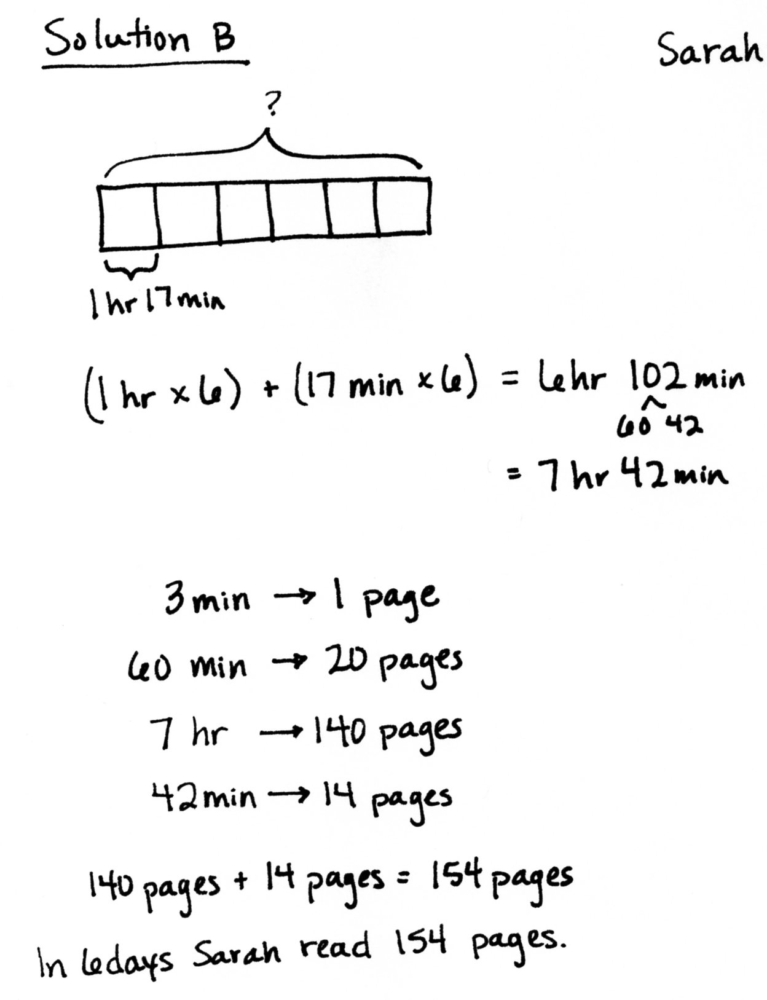 Solution B
Sarah
?
1 hr 17 min
(1 hr × 6) + (17 min × 6) = 6 hr 102 min
60 42
= 7 hr 42 min
3 min → 1 page
60 min → 20 pages
7 hr → 140 pages
42 min → 14 pages
140 pages + 14 pages = 154 pages
In 6 days Sarah read 154 pages.